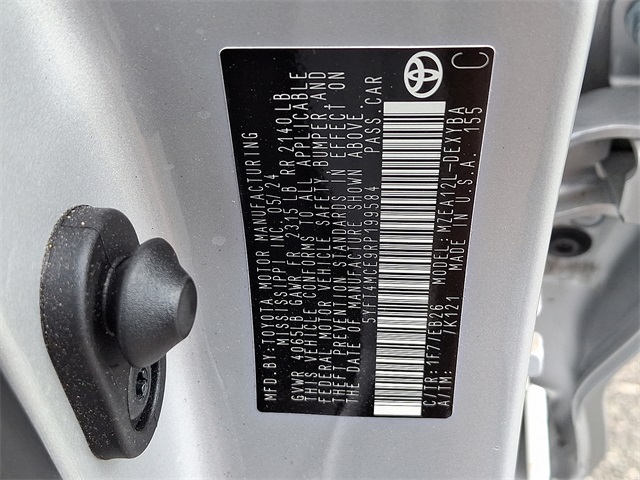 MFD.BY:TOYOTA MOTOR MANUFACTURING
MISSISSIPPI INC. 05/24
GVWR 4065LB GAWR FR 2315 LB RR 2140LB
THIS VEHICLE CONFORMS TO ALL APPLICABLE
FEDERAL MOTOR VEHICLE SAFETY, BUMPER, AND
THEFT PREVENTION STANDARDS IN EFFECT ON
THE DATE OF MANUFACTURE SHOWN ABOVE.
5YFT4MCE9RP199584 PASS.CAR
C/TR: 1F7/EB26 MODEL: MZEA12L-DEXYBA
A/TM: -/K121 MADE IN U.S.A. 155
C